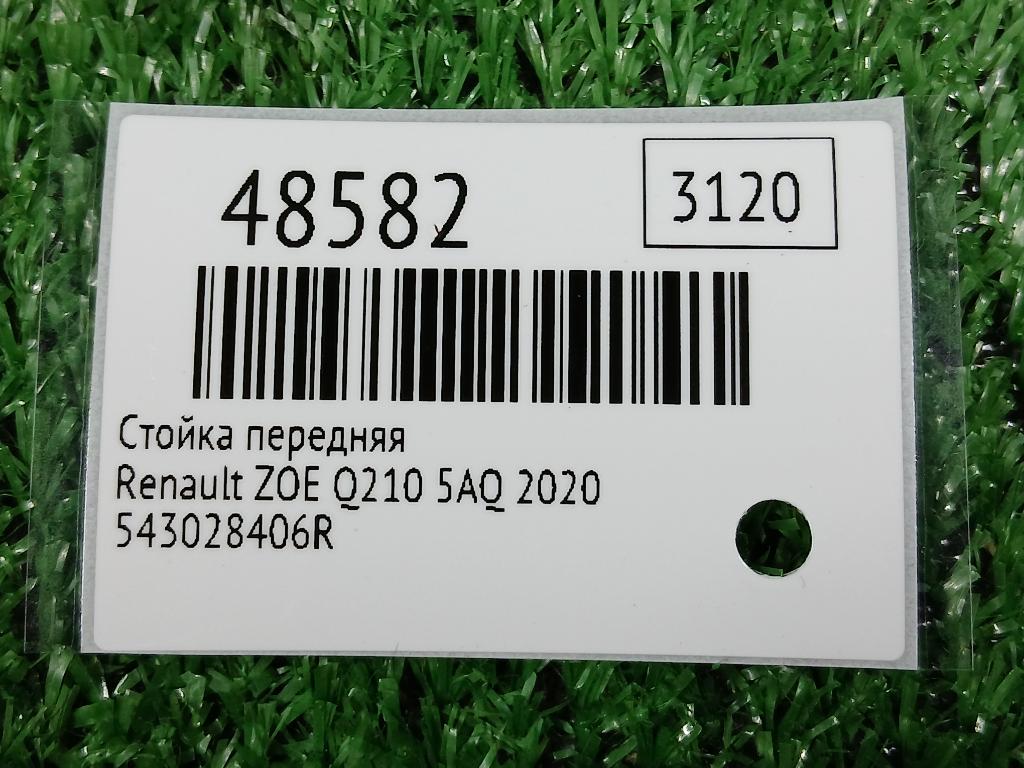 48582
3120
Стойка передняя
Renault ZOE Q210 5AQ 2020
543028406R